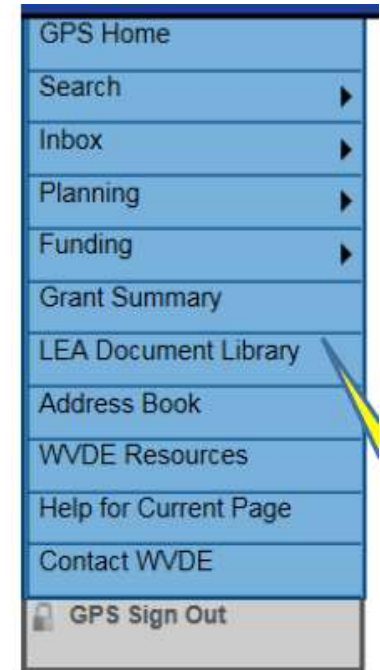 GPS Home
Search
Inbox
Planning
Funding
Grant Summary
LEA Document Library
Address Book
WVDE Resources
Help for Current Page
Contact WVDE
GPS Sign Out